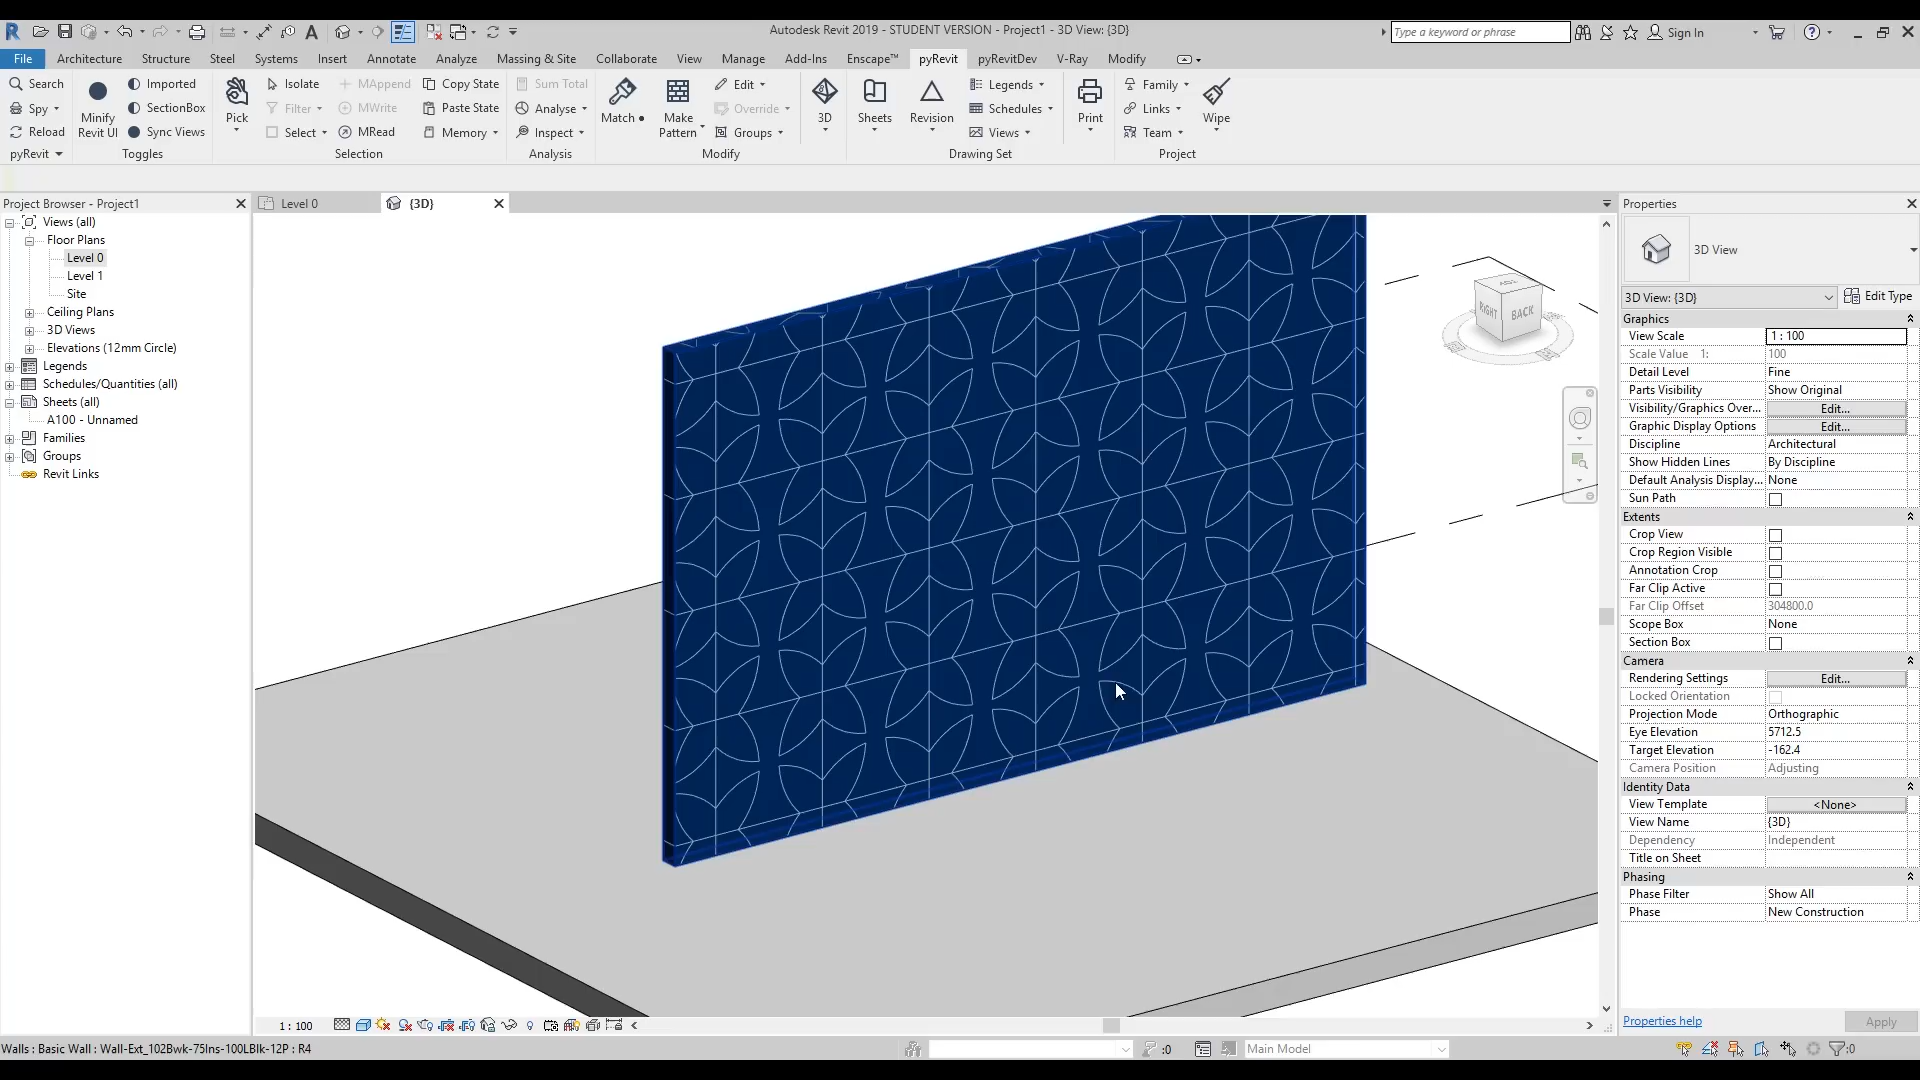 Autodesk Revit 2019 - STUDENT VERSION - Project1 - 3D View: {3D}
Type a keyword or phrase
Sign In
File Architecture Structure Steel Systems Insert Annotate Analyze Massing & Site Collaborate View Manage Add-Ins Enscape™ pyRevit pyRevitDev V-Ray Modify
Search
Spy
Reload
pyRevit
Minify
Revit UI
Imported
SectionBox
Sync Views
Toggles
Pick
Isolate
Filter
Select
MAppend
MWrite
MRead
Copy State
Paste State
Memory
Selection
Sum Total
Analyse
Inspect
Analysis
Match
Make
Pattern
Edit
Override
Groups
Modify
3D
Sheets
Revision
Legends
Schedules
Views
Drawing Set
Print
Family
Links
Team
Wipe
Project
Project Browser - Project1
Views (all)
Floor Plans
Level 0
Level 1
Site
Ceiling Plans
3D Views
Elevations (12mm Circle)
Legends
Schedules/Quantities (all)
Sheets (all)
A100 - Unnamed
Families
Groups
Revit Links
Level 0
{3D}
RIGHT
BACK
Properties
3D View
3D View: {3D}
Edit Type
Graphics
View Scale 1 : 100
Scale Value 1: 100
Detail Level Fine
Parts Visibility Show Original
Visibility/Graphics Over... Edit...
Graphic Display Options Edit...
Discipline Architectural
Show Hidden Lines By Discipline
Default Analysis Display... None
Sun Path
Extents
Crop View
Crop Region Visible
Annotation Crop
Far Clip Active
Far Clip Offset 304800.0
Scope Box None
Section Box
Camera
Rendering Settings Edit...
Locked Orientation
Projection Mode Orthographic
Eye Elevation 5712.5
Target Elevation -162.4
Camera Position Adjusting
Identity Data
View Template <None>
View Name {3D}
Dependency Independent
Title on Sheet
Phasing
Phase Filter Show All
Phase New Construction
Properties help
Apply
1 : 100
Walls : Basic Wall : Wall-Ext_102Bwk-75Ins-100LBlk-12P : R4
:0
Main Model
:0